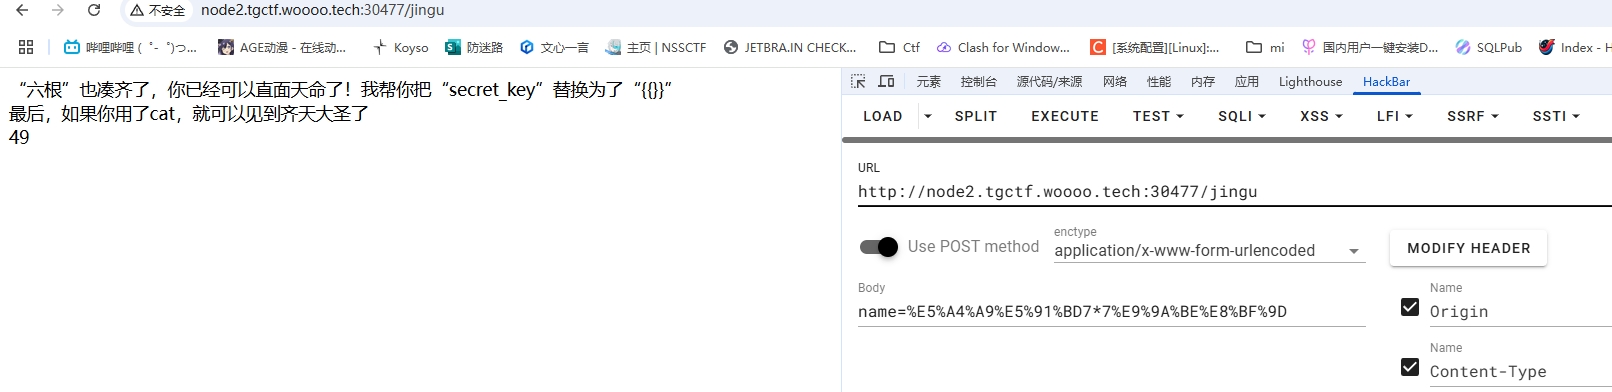 不安全 node2.tgctf.woooo.tech:30477/jingu
哔哩哔哩 (゜-゜)つ... AGE动漫 - 在线动... Koyso 防迷路 文心一言 主页 | NSSCTF JETBRA.IN CHECK... Ctf Clash for Window... [系统配置][Linux]:... mi 国内用户一键安装D... SQLPub Index - H
“六根”也凑齐了，你已经可以直面天命了！我帮你把“secret_key”替换为了“{{}}”
最后，如果你用了cat，就可以见到齐天大圣了
49
元素 控制台 源代码/来源 网络 性能 内存 应用 Lighthouse HackBar
LOAD SPLIT EXECUTE TEST SQLI XSS LFI SSRF SSTI
URL
http://node2.tgctf.woooo.tech:30477/jingu
Use POST method
enctype
application/x-www-form-urlencoded
MODIFY HEADER
Body
name=%E5%A4%A9%E5%91%BD7*7%E9%9A%BE%E8%BF%9D
Name
Origin
Name
Content-Type